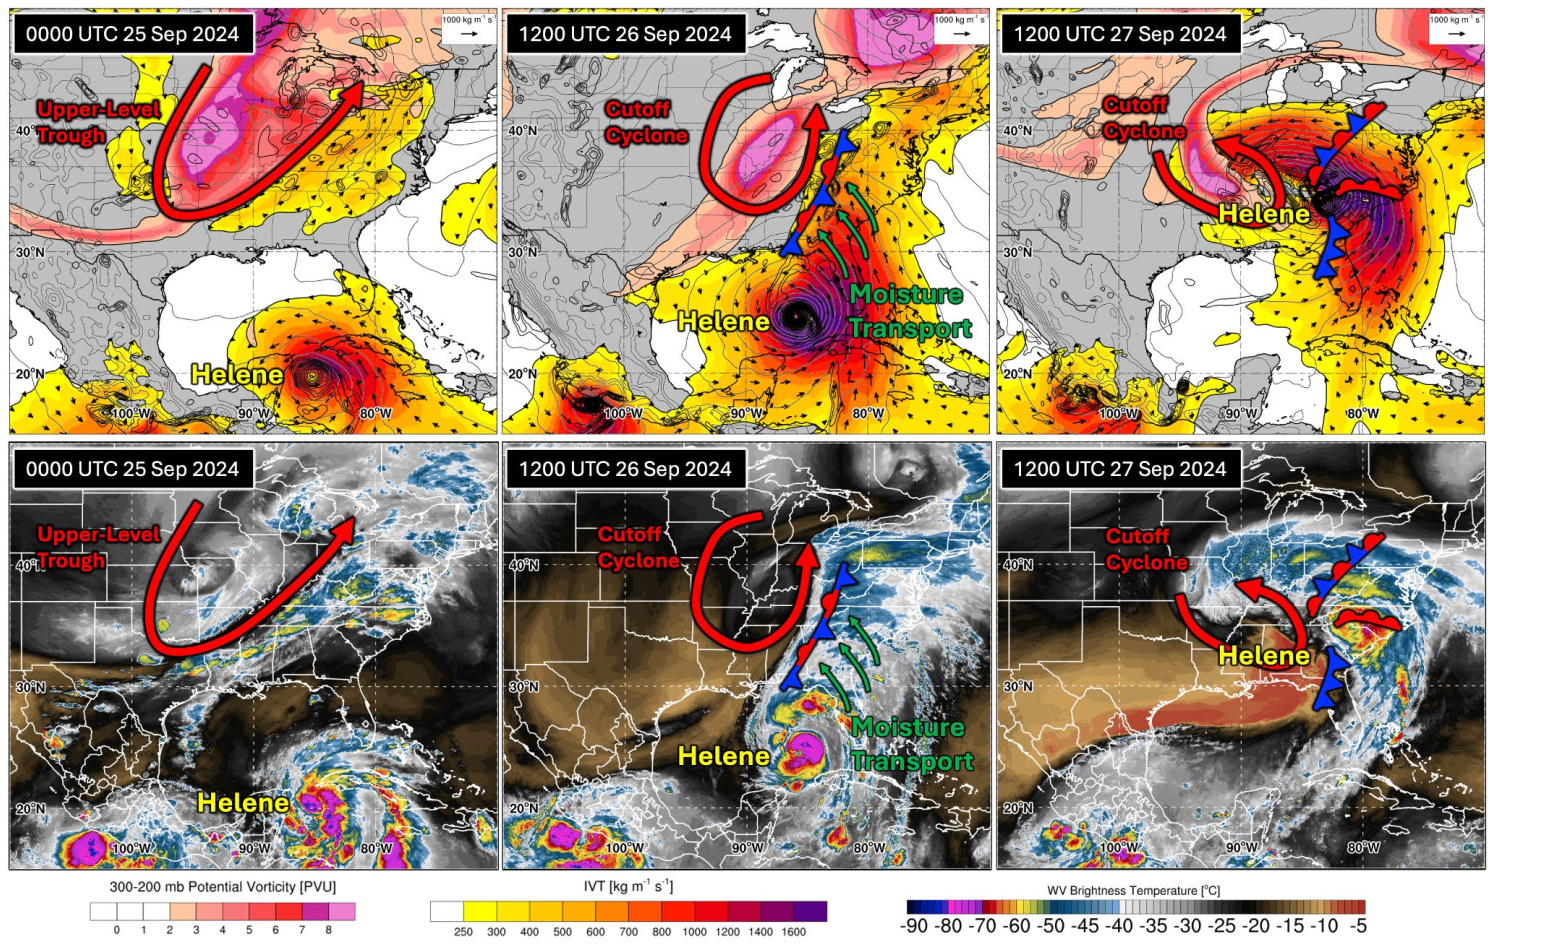 0000 UTC 25 Sep 2024
1000 kg m⁻¹ s⁻¹
Upper-Level
Trough
40°N
30°N
20°N
Helene
100°W
90°W
80°W
1200 UTC 26 Sep 2024
1000 kg m⁻¹ s⁻¹
Cutoff
Cyclone
40°N
30°N
Moisture
Transport
Helene
20°N
100°W
90°W
80°W
1200 UTC 27 Sep 2024
1000 kg m⁻¹ s⁻¹
Cutoff
Cyclone
40°N
Helene
30°N
20°N
100°W
90°W
80°W
0000 UTC 25 Sep 2024
Upper-Level
Trough
40°N
30°N
Helene
20°N
100°W
90°W
80°W
1200 UTC 26 Sep 2024
Cutoff
Cyclone
40°N
30°N
Moisture
Transport
Helene
20°N
100°W
90°W
80°W
1200 UTC 27 Sep 2024
Cutoff
Cyclone
40°N
Helene
30°N
20°N
100°W
90°W
80°W
300-200 mb Potential Vorticity [PVU]
0 1 2 3 4 5 6 7 8
IVT [kg m⁻¹ s⁻¹]
250 300 400 500 600 700 800 1000 1200 1400 1600
WV Brightness Temperature [°C]
-90 -80 -70 -60 -50 -40 -35 -30 -25 -20 -15 -10 -5